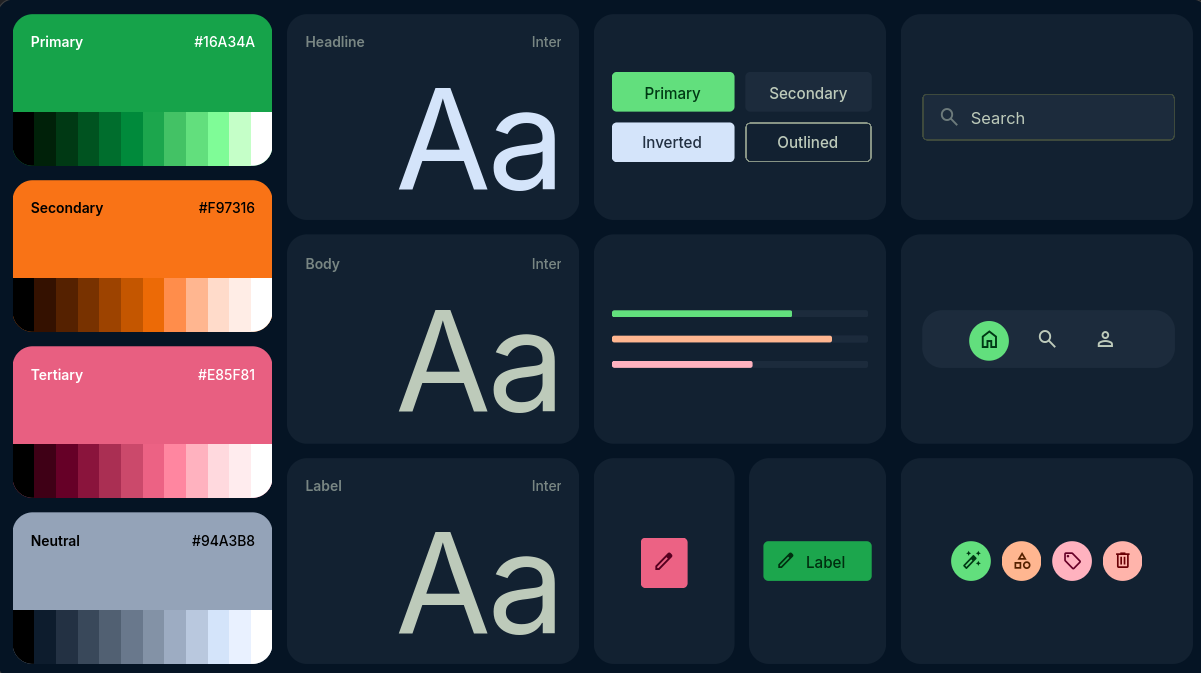 Primary #16A34A
Secondary #F97316
Tertiary #E85F81
Neutral #94A3B8
Headline Inter
Aa
Body Inter
Aa
Label Inter
Aa
Primary Secondary
Inverted Outlined
Label
Search